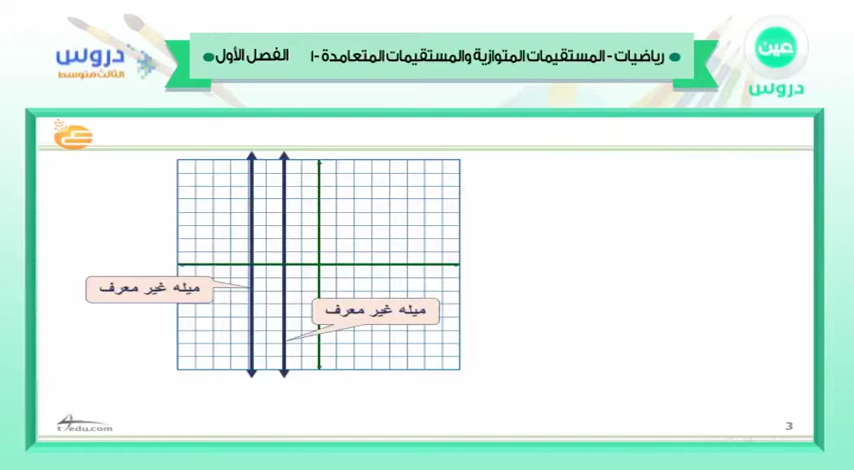 عين
دروس
رياضيات - المستقيمات المتوازية والمستقيمات المتعامدة -١ الفصل الأول
دروس
الثالث متوسط
ميله غير معرف
ميله غير معرف
t4edu.com
3